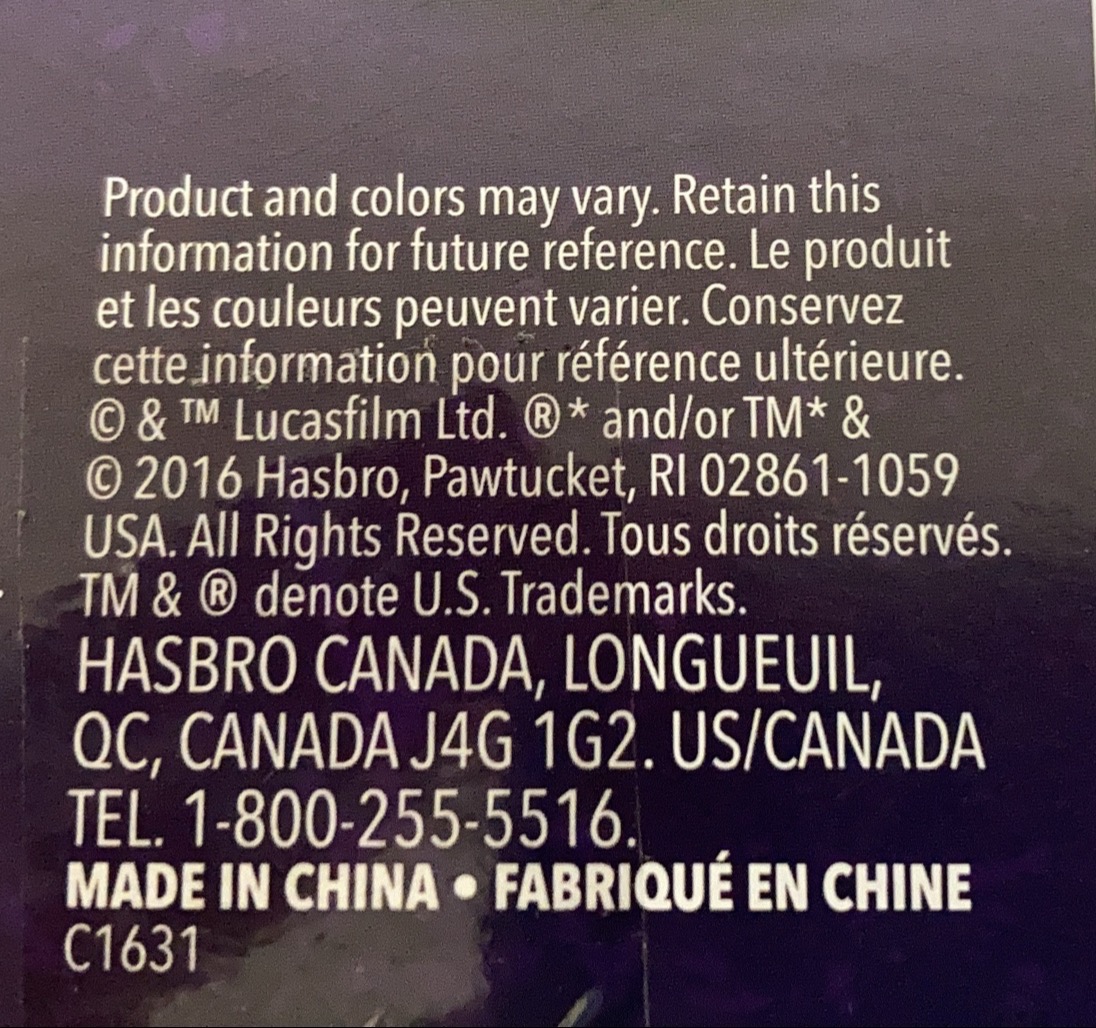 Product and colors may vary. Retain this
information for future reference. Le produit
et les couleurs peuvent varier. Conservez
cette information pour référence ultérieure.
© & ™ Lucasfilm Ltd. ®* and/or TM* &
© 2016 Hasbro, Pawtucket, RI 02861-1059
USA. All Rights Reserved. Tous droits réservés.
TM & ® denote U.S. Trademarks.
HASBRO CANADA, LONGUEUIL,
QC, CANADA J4G 1G2. US/CANADA
TEL. 1-800-255-5516.
MADE IN CHINA • FABRIQUÉ EN CHINE
C1631